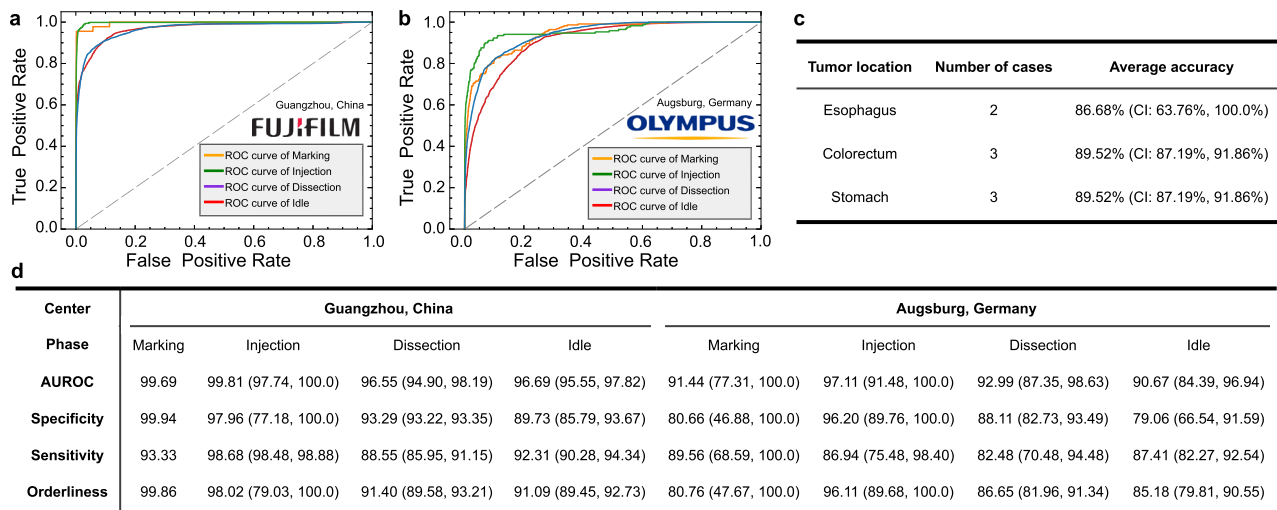 a
True Positive Rate
1.0
0.8
0.6
0.4
0.2
0.0
Guangzhou, China
FUJIFILM
ROC curve of Marking
ROC curve of Injection
ROC curve of Dissection
ROC curve of Idle
0.0 0.2 0.4 0.6 0.8 1.0
False Positive Rate
b
True Positive Rate
1.0
0.8
0.6
0.4
0.2
0.0
Augsburg, Germany
OLYMPUS
ROC curve of Marking
ROC curve of Injection
ROC curve of Dissection
ROC curve of Idle
0.0 0.2 0.4 0.6 0.8 1.0
False Positive Rate
c
Tumor location Number of cases Average accuracy
Esophagus 2 86.68% (CI: 63.76%, 100.0%)
Colorectum 3 89.52% (CI: 87.19%, 91.86%)
Stomach 3 89.52% (CI: 87.19%, 91.86%)
d
Center Guangzhou, China Augsburg, Germany
Phase Marking Injection Dissection Idle Marking Injection Dissection Idle
AUROC 99.69 99.81 (97.74, 100.0) 96.55 (94.90, 98.19) 96.69 (95.55, 97.82) 91.44 (77.31, 100.0) 97.11 (91.48, 100.0) 92.99 (87.35, 98.63) 90.67 (84.39, 96.94)
Specificity 99.94 97.96 (77.18, 100.0) 93.29 (93.22, 93.35) 89.73 (85.79, 93.67) 80.66 (46.88, 100.0) 96.20 (89.76, 100.0) 88.11 (82.73, 93.49) 79.06 (66.54, 91.59)
Sensitivity 93.33 98.68 (98.48, 98.88) 88.55 (85.95, 91.15) 92.31 (90.28, 94.34) 89.56 (68.59, 100.0) 86.94 (75.48, 98.40) 82.48 (70.48, 94.48) 87.41 (82.27, 92.54)
Orderliness 99.86 98.02 (79.03, 100.0) 91.40 (89.58, 93.21) 91.09 (89.45, 92.73) 80.76 (47.67, 100.0) 96.11 (89.68, 100.0) 86.65 (81.96, 91.34) 85.18 (79.81, 90.55)